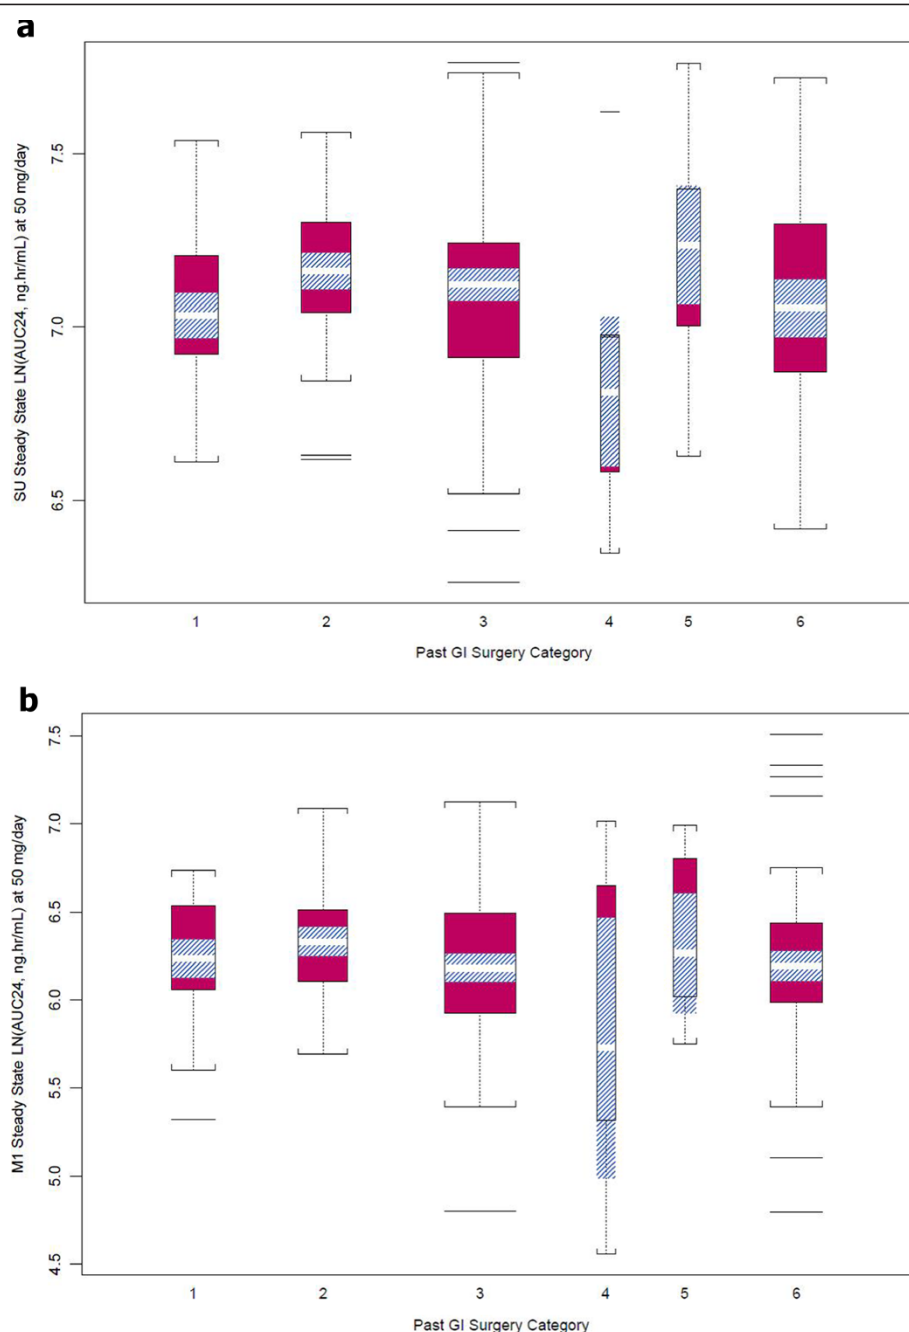 a
SU Steady State LN(AUC24, ng.hr/mL) at 50 mg/day
7.5
7.0
6.5
1 2 3 4 5 6
Past GI Surgery Category
b
M1 Steady State LN(AUC24, ng.hr/mL) at 50 mg/day
7.5
7.0
6.5
6.0
5.5
5.0
4.5
1 2 3 4 5 6
Past GI Surgery Category